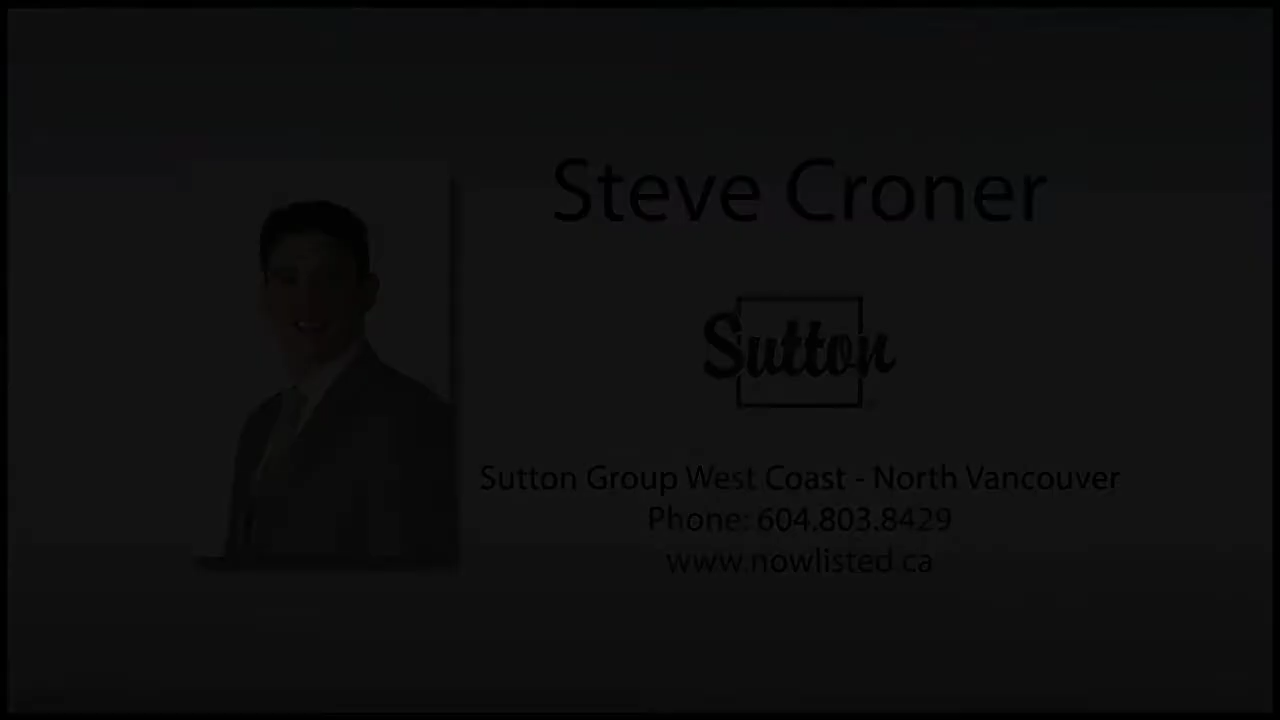 Steve Croner
Sutton
Sutton Group West Coast - North Vancouver
Phone: 604.803.8429
www.nowlisted.ca